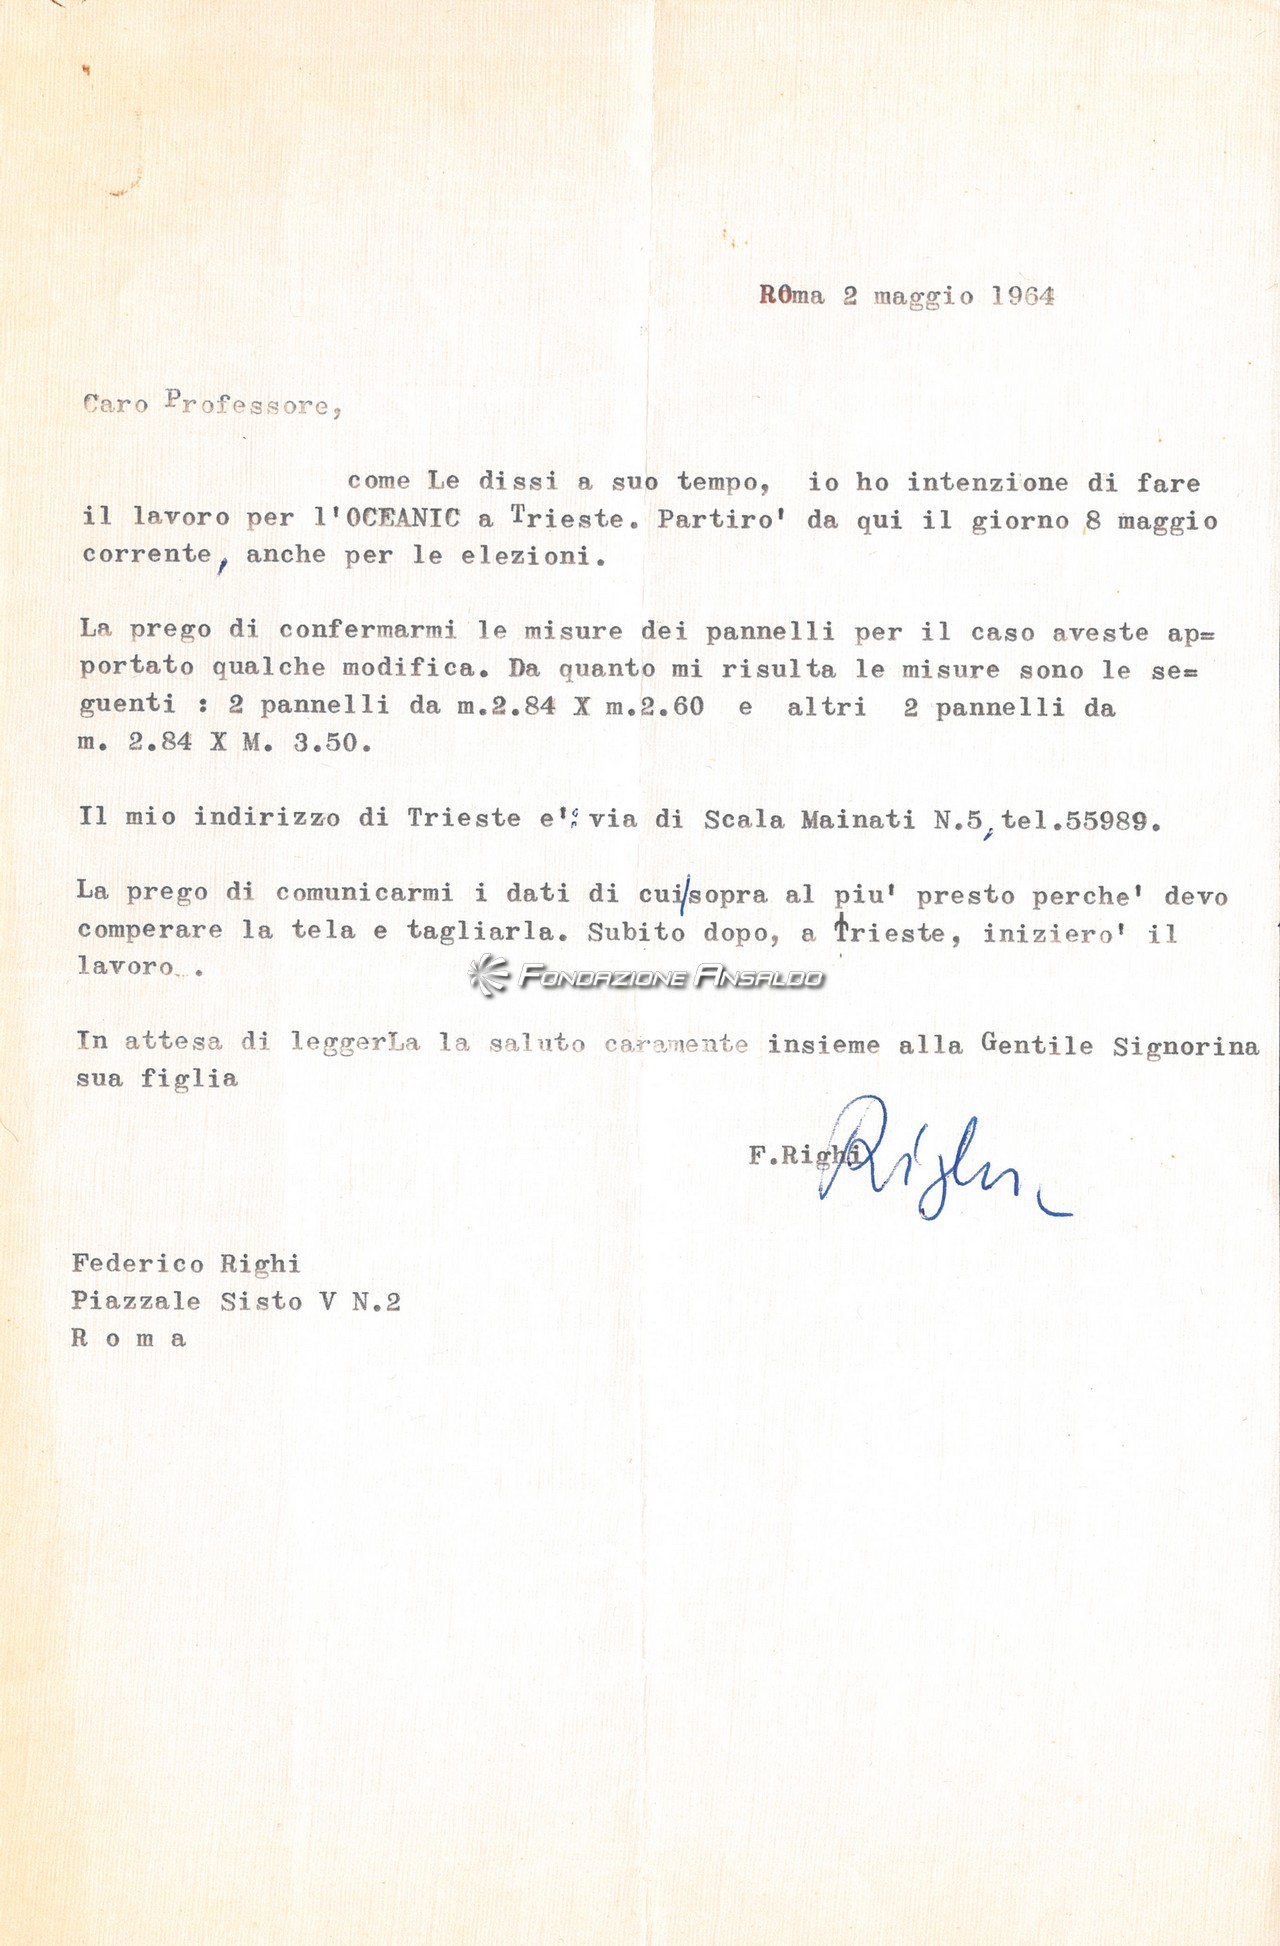 ROma 2 maggio 1964
Caro Professore,
come Le dissi a suo tempo, io ho intenzione di fare
il lavoro per l'OCEANIC a Trieste. Partiro' da qui il giorno 8 maggio
corrente, anche per le elezioni.
La prego di confermarmi le misure dei pannelli per il caso aveste ap=
portato qualche modifica. Da quanto mi risulta le misure sono le se=
guenti : 2 pannelli da m.2.84 X m.2.60 e altri 2 pannelli da
m. 2.84 X M. 3.50.
Il mio indirizzo di Trieste e': via di Scala Mainati N.5, tel.55989.
La prego di comunicarmi i dati di cui/sopra al piu' presto perche' devo
comperare la tela e tagliarla. Subito dopo, a trieste, iniziero' il
lavoro .
FONDAZIONE ANSALDO
In attesa di leggerLa la saluto caramente insieme alla Gentile Signorina
sua figlia
F.Righi
Righi
Federico Righi
Piazzale Sisto V N.2
R o m a